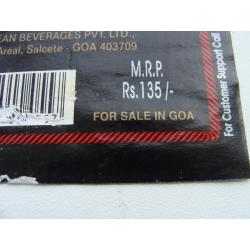 EAN BEVERAGES PVT. LTD.,
Areal, Salcete - GOA 403709
M.R.P.
Rs.135/-
FOR SALE IN GOA
For Customer Support Call